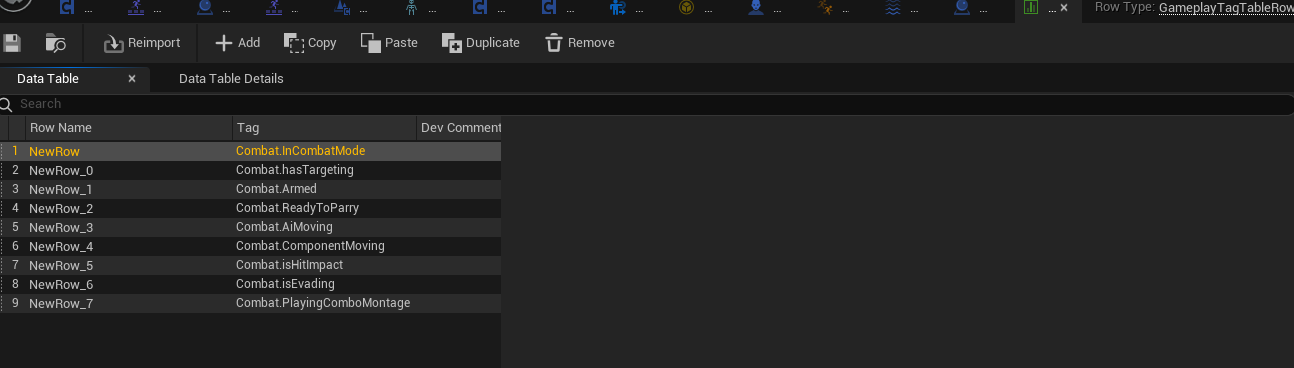 ... ... ... ... ... ... ... ... ... ... ... ... ... ... ... × Row Type: GameplayTagTableRow
Reimport Add Copy Paste Duplicate Remove
Data Table × Data Table Details
Search
Row Name Tag Dev Comment
1 NewRow Combat.InCombatMode
2 NewRow_0 Combat.hasTargeting
3 NewRow_1 Combat.Armed
4 NewRow_2 Combat.ReadyToParry
5 NewRow_3 Combat.AiMoving
6 NewRow_4 Combat.ComponentMoving
7 NewRow_5 Combat.isHitImpact
8 NewRow_6 Combat.isEvading
9 NewRow_7 Combat.PlayingComboMontage